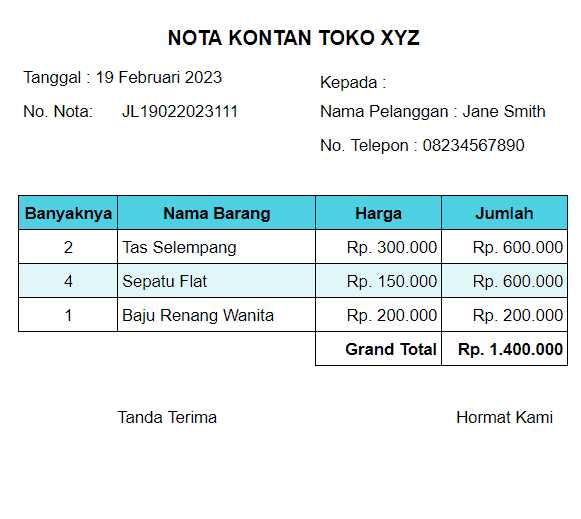 NOTA KONTAN TOKO XYZ
Tanggal : 19 Februari 2023
Kepada :
No. Nota: JL19022023111
Nama Pelanggan : Jane Smith
No. Telepon : 08234567890
Banyaknya Nama Barang Harga Jumlah
2 Tas Selempang Rp. 300.000 Rp. 600.000
4 Sepatu Flat Rp. 150.000 Rp. 600.000
1 Baju Renang Wanita Rp. 200.000 Rp. 200.000
Grand Total Rp. 1.400.000
Tanda Terima Hormat Kami